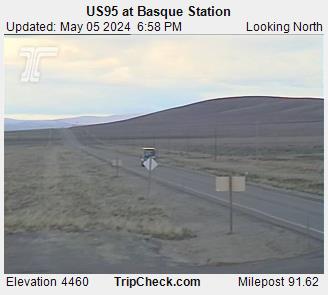 US95 at Basque Station
Updated: May 05 2024 6:58 PM Looking North
Elevation 4460 TripCheck.com Milepost 91.62